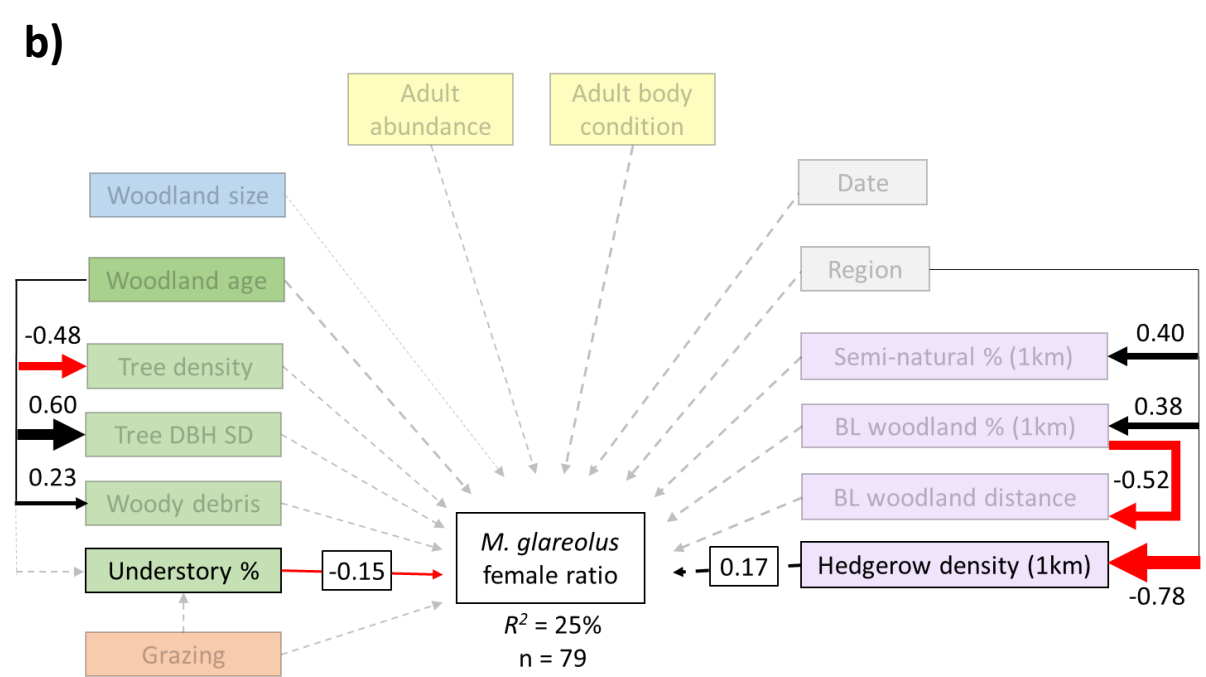 b)
Adult
abundance
Adult body
condition
Woodland size
Date
Woodland age
Region
-0.48
Tree density
0.40
Semi-natural % (1km)
0.60
Tree DBH SD
0.38
BL woodland % (1km)
0.23
Woody debris
-0.52
BL woodland distance
Understory %
-0.15
M. glareolus
female ratio
0.17
Hedgerow density (1km)
-0.78
R² = 25%
n = 79
Grazing